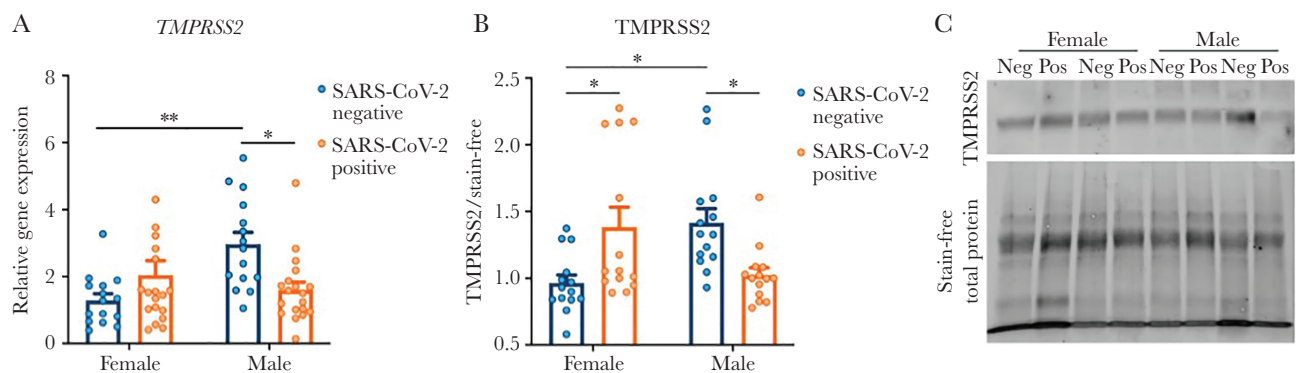 A
TMPRSS2
Relative gene expression
8
6
4
2
0
**
*
SARS-CoV-2
negative
SARS-CoV-2
positive
Female
Male
B
TMPRSS2
TMPRSS2/stain-free
2.5
2.0
1.5
1.0
0.5
*
*
*
SARS-CoV-2
negative
SARS-CoV-2
positive
Female
Male
C
Female
Male
Neg Pos Neg Pos Neg Pos Neg Pos
TMPRSS2
Stain-free
total protein